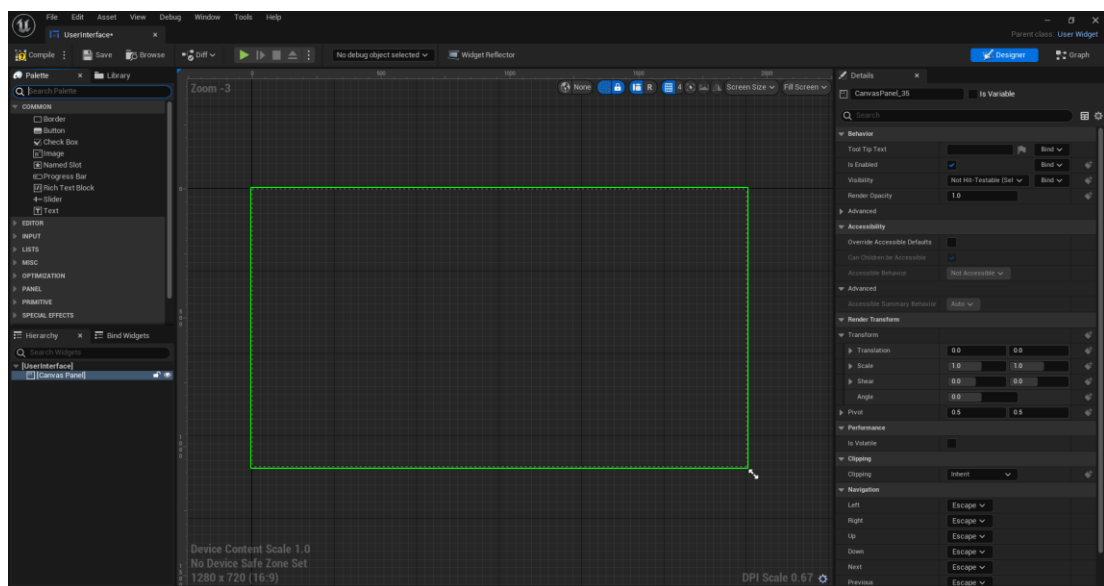 File Edit Asset View Debug Window Tools Help
UserInterface•
Parent class: User Widget
Compile Save Browse Diff No debug object selected Widget Reflector Designer Graph
Palette Library
Search Palette
COMMON
Border
Button
Check Box
Image
Named Slot
Progress Bar
Rich Text Block
Slider
Text
EDITOR
INPUT
LISTS
MISC
OPTIMIZATION
PANEL
PRIMITIVE
SPECIAL EFFECTS
Hierarchy Bind Widgets
Search Widgets
[UserInterface]
[Canvas Panel]
0 500 1000 1500 2000
Zoom -3
None R 4 Screen Size Fill Screen
0
500
1000
Device Content Scale 1.0
No Device Safe Zone Set
1280 x 720 (16:9)
DPI Scale 0.67
Details
CanvasPanel_35 Is Variable
Search
Behavior
Tool Tip Text Bind
Is Enabled Bind
Visibility Not Hit-Testable (Sel Bind
Render Opacity 1.0
Advanced
Accessibility
Override Accessible Defaults
Can Children be Accessible
Accessible Behavior Not Accessible
Advanced
Accessible Summary Behavior Auto
Render Transform
Transform
Translation 0.0 0.0
Scale 1.0 1.0
Shear 0.0 0.0
Angle 0.0
Pivot 0.5 0.5
Performance
Is Volatile
Clipping
Clipping Inherit
Navigation
Left Escape
Right Escape
Up Escape
Down Escape
Next Escape
Previous Escape